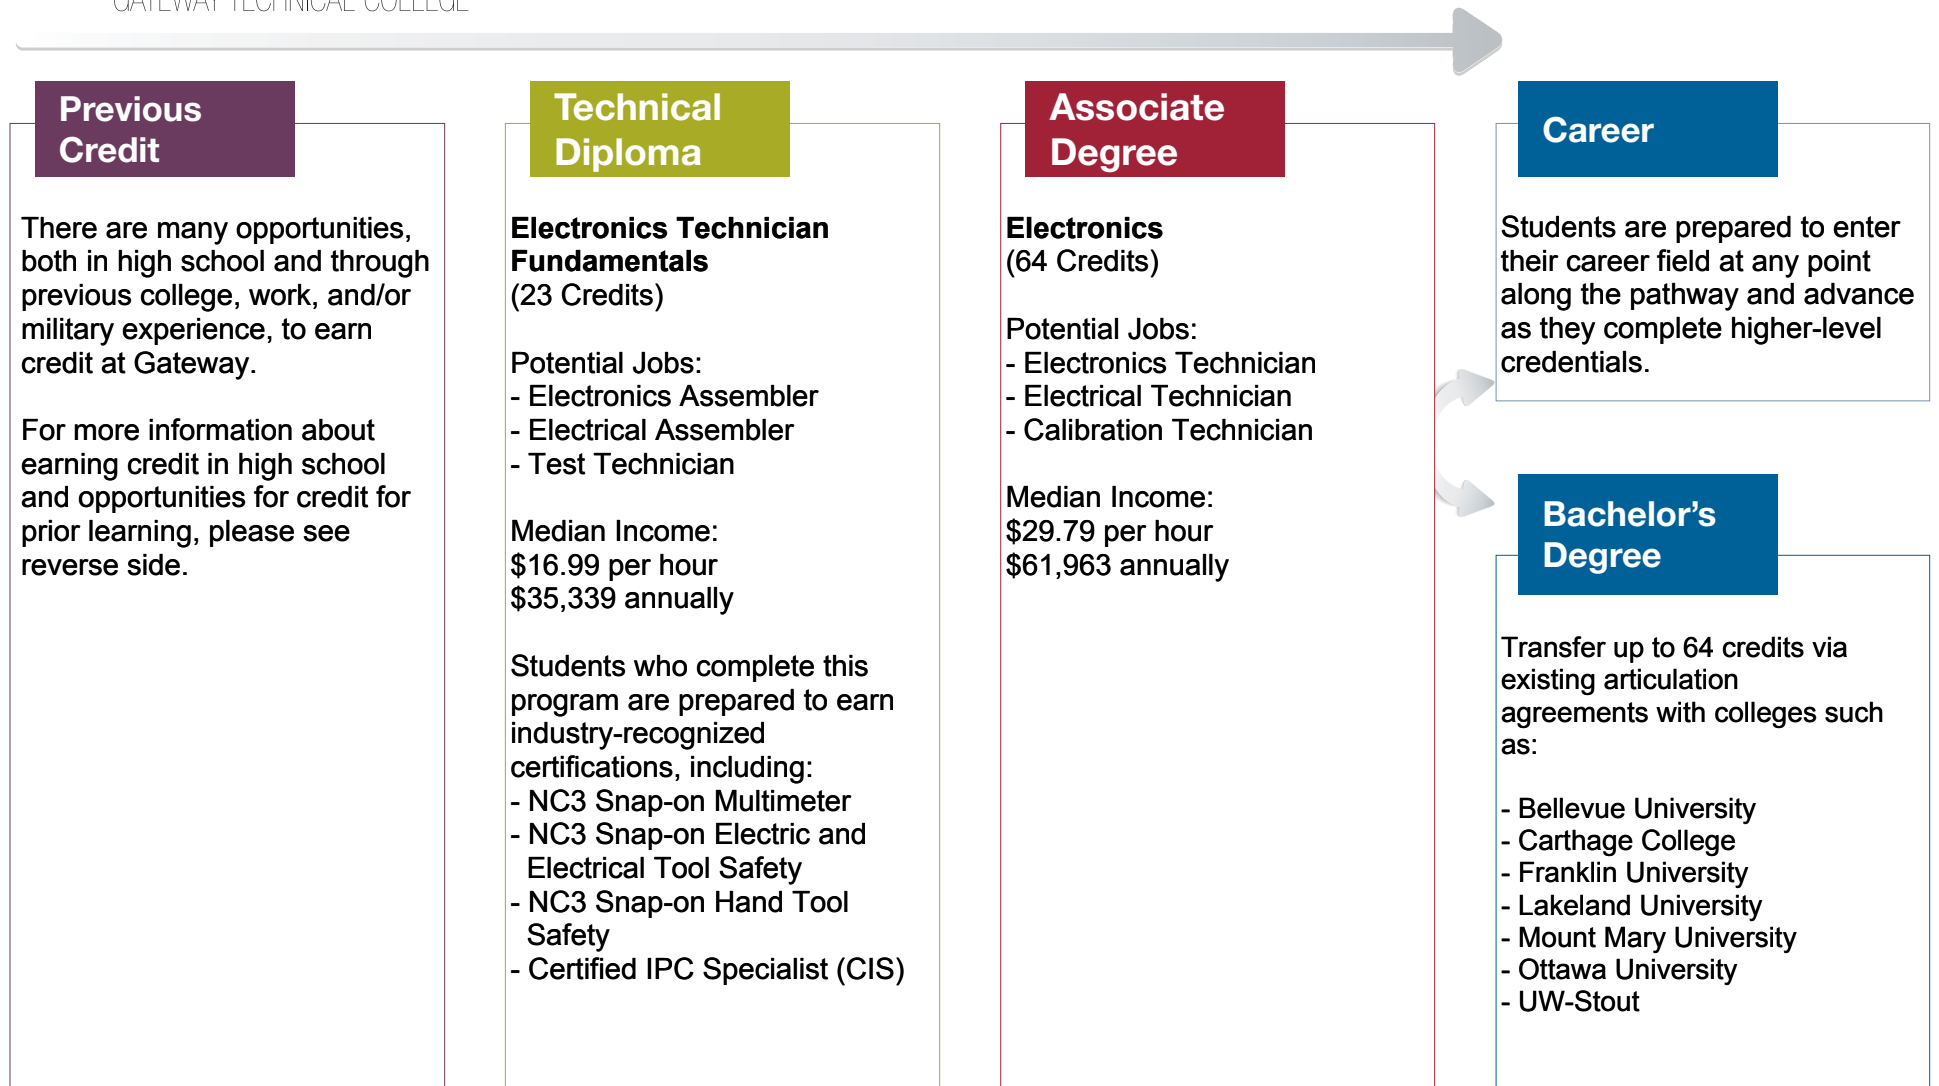 GATEWAY TECHNICAL COLLEGE
Previous
Credit
There are many opportunities,
both in high school and through
previous college, work, and/or
military experience, to earn
credit at Gateway.
For more information about
earning credit in high school
and opportunities for credit for
prior learning, please see
reverse side.
Technical
Diploma
Electronics Technician
Fundamentals
(23 Credits)
Potential Jobs:
- Electronics Assembler
- Electrical Assembler
- Test Technician
Median Income:
$16.99 per hour
$35,339 annually
Students who complete this
program are prepared to earn
industry-recognized
certifications, including:
- NC3 Snap-on Multimeter
- NC3 Snap-on Electric and
Electrical Tool Safety
- NC3 Snap-on Hand Tool
Safety
- Certified IPC Specialist (CIS)
Associate
Degree
Electronics
(64 Credits)
Potential Jobs:
- Electronics Technician
- Electrical Technician
- Calibration Technician
Median Income:
$29.79 per hour
$61,963 annually
Career
Students are prepared to enter
their career field at any point
along the pathway and advance
as they complete higher-level
credentials.
Bachelor’s
Degree
Transfer up to 64 credits via
existing articulation
agreements with colleges such
as:
- Bellevue University
- Carthage College
- Franklin University
- Lakeland University
- Mount Mary University
- Ottawa University
- UW-Stout